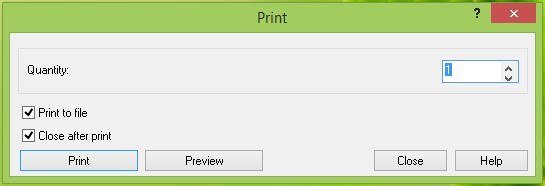 Print ?
Quantity: 1
Print to file
Close after print
Print Preview Close Help